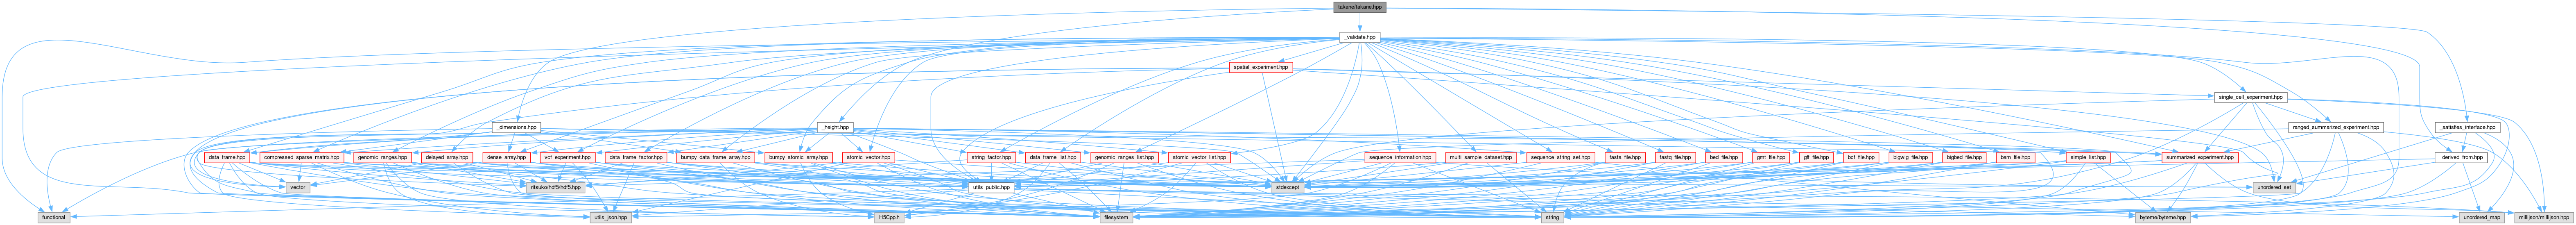 takane/takane.hpp
_validate.hpp
spatial_experiment.hpp
single_cell_experiment.hpp
_dimensions.hpp
_height.hpp
ranged_summarized_experiment.hpp
_satisfies_interface.hpp
data_frame.hpp
compressed_sparse_matrix.hpp
genomic_ranges.hpp
delayed_array.hpp
dense_array.hpp
vcf_experiment.hpp
data_frame_factor.hpp
bumpy_data_frame_array.hpp
bumpy_atomic_array.hpp
atomic_vector.hpp
string_factor.hpp
data_frame_list.hpp
genomic_ranges_list.hpp
atomic_vector_list.hpp
sequence_information.hpp
multi_sample_dataset.hpp
sequence_string_set.hpp
fasta_file.hpp
fastq_file.hpp
bed_file.hpp
gmt_file.hpp
gff_file.hpp
bcf_file.hpp
bigwig_file.hpp
bigbed_file.hpp
bam_file.hpp
simple_list.hpp
summarized_experiment.hpp
_derived_from.hpp
vector
ritsuko/hdf5/hdf5.hpp
utils_public.hpp
stdexcept
unordered_set
functional
utils_json.hpp
H5Cpp.h
filesystem
string
byteme/byteme.hpp
unordered_map
millijson/millijson.hpp